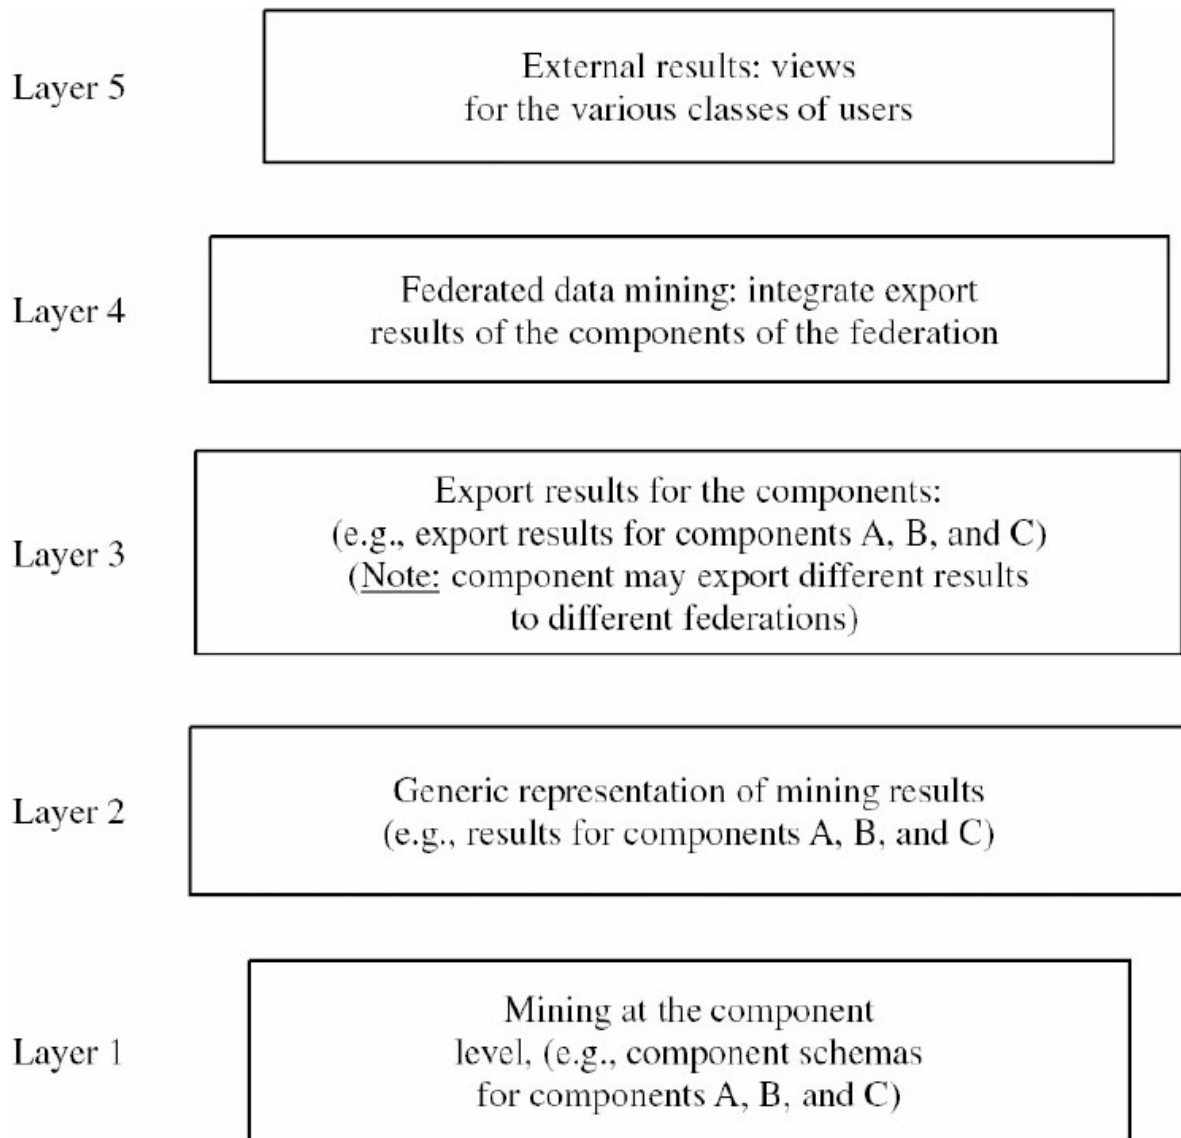 Layer 5
External results: views
for the various classes of users
Layer 4
Federated data mining: integrate export
results of the components of the federation
Layer 3
Export results for the components:
(e.g., export results for components A, B, and C)
(Note: component may export different results
to different federations)
Layer 2
Generic representation of mining results
(e.g., results for components A, B, and C)
Layer 1
Mining at the component
level, (e.g., component schemas
for components A, B, and C)